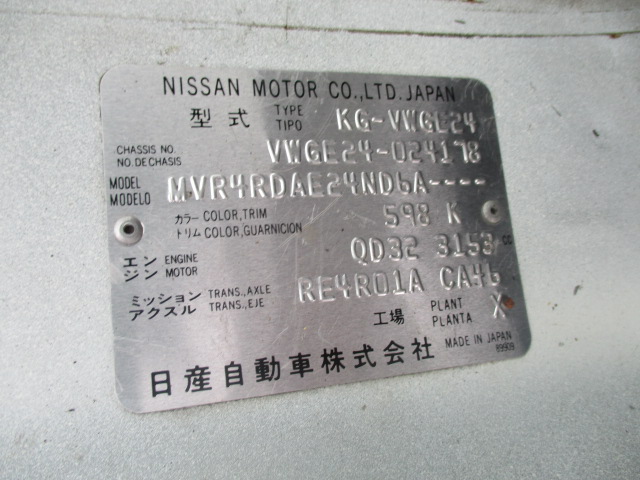 NISSAN MOTOR CO.,LTD. JAPAN
型式 TYPE TIPO KG-VWGE24
CHASSIS NO. NO. DE CHASIS VWGE24-024178
MODEL MODELO MVR4RDAE24ND6A----
カラー COLOR,TRIM
トリム COLOR,GUARNICION 598 K
エンジン ENGINE MOTOR QD32 3153 cc
ミッション アクスル TRANS.,AXLE TRANS.,EJE RE4R01A CA46
工場 PLANT PLANTA X
日産自動車株式会社 MADE IN JAPAN
89909